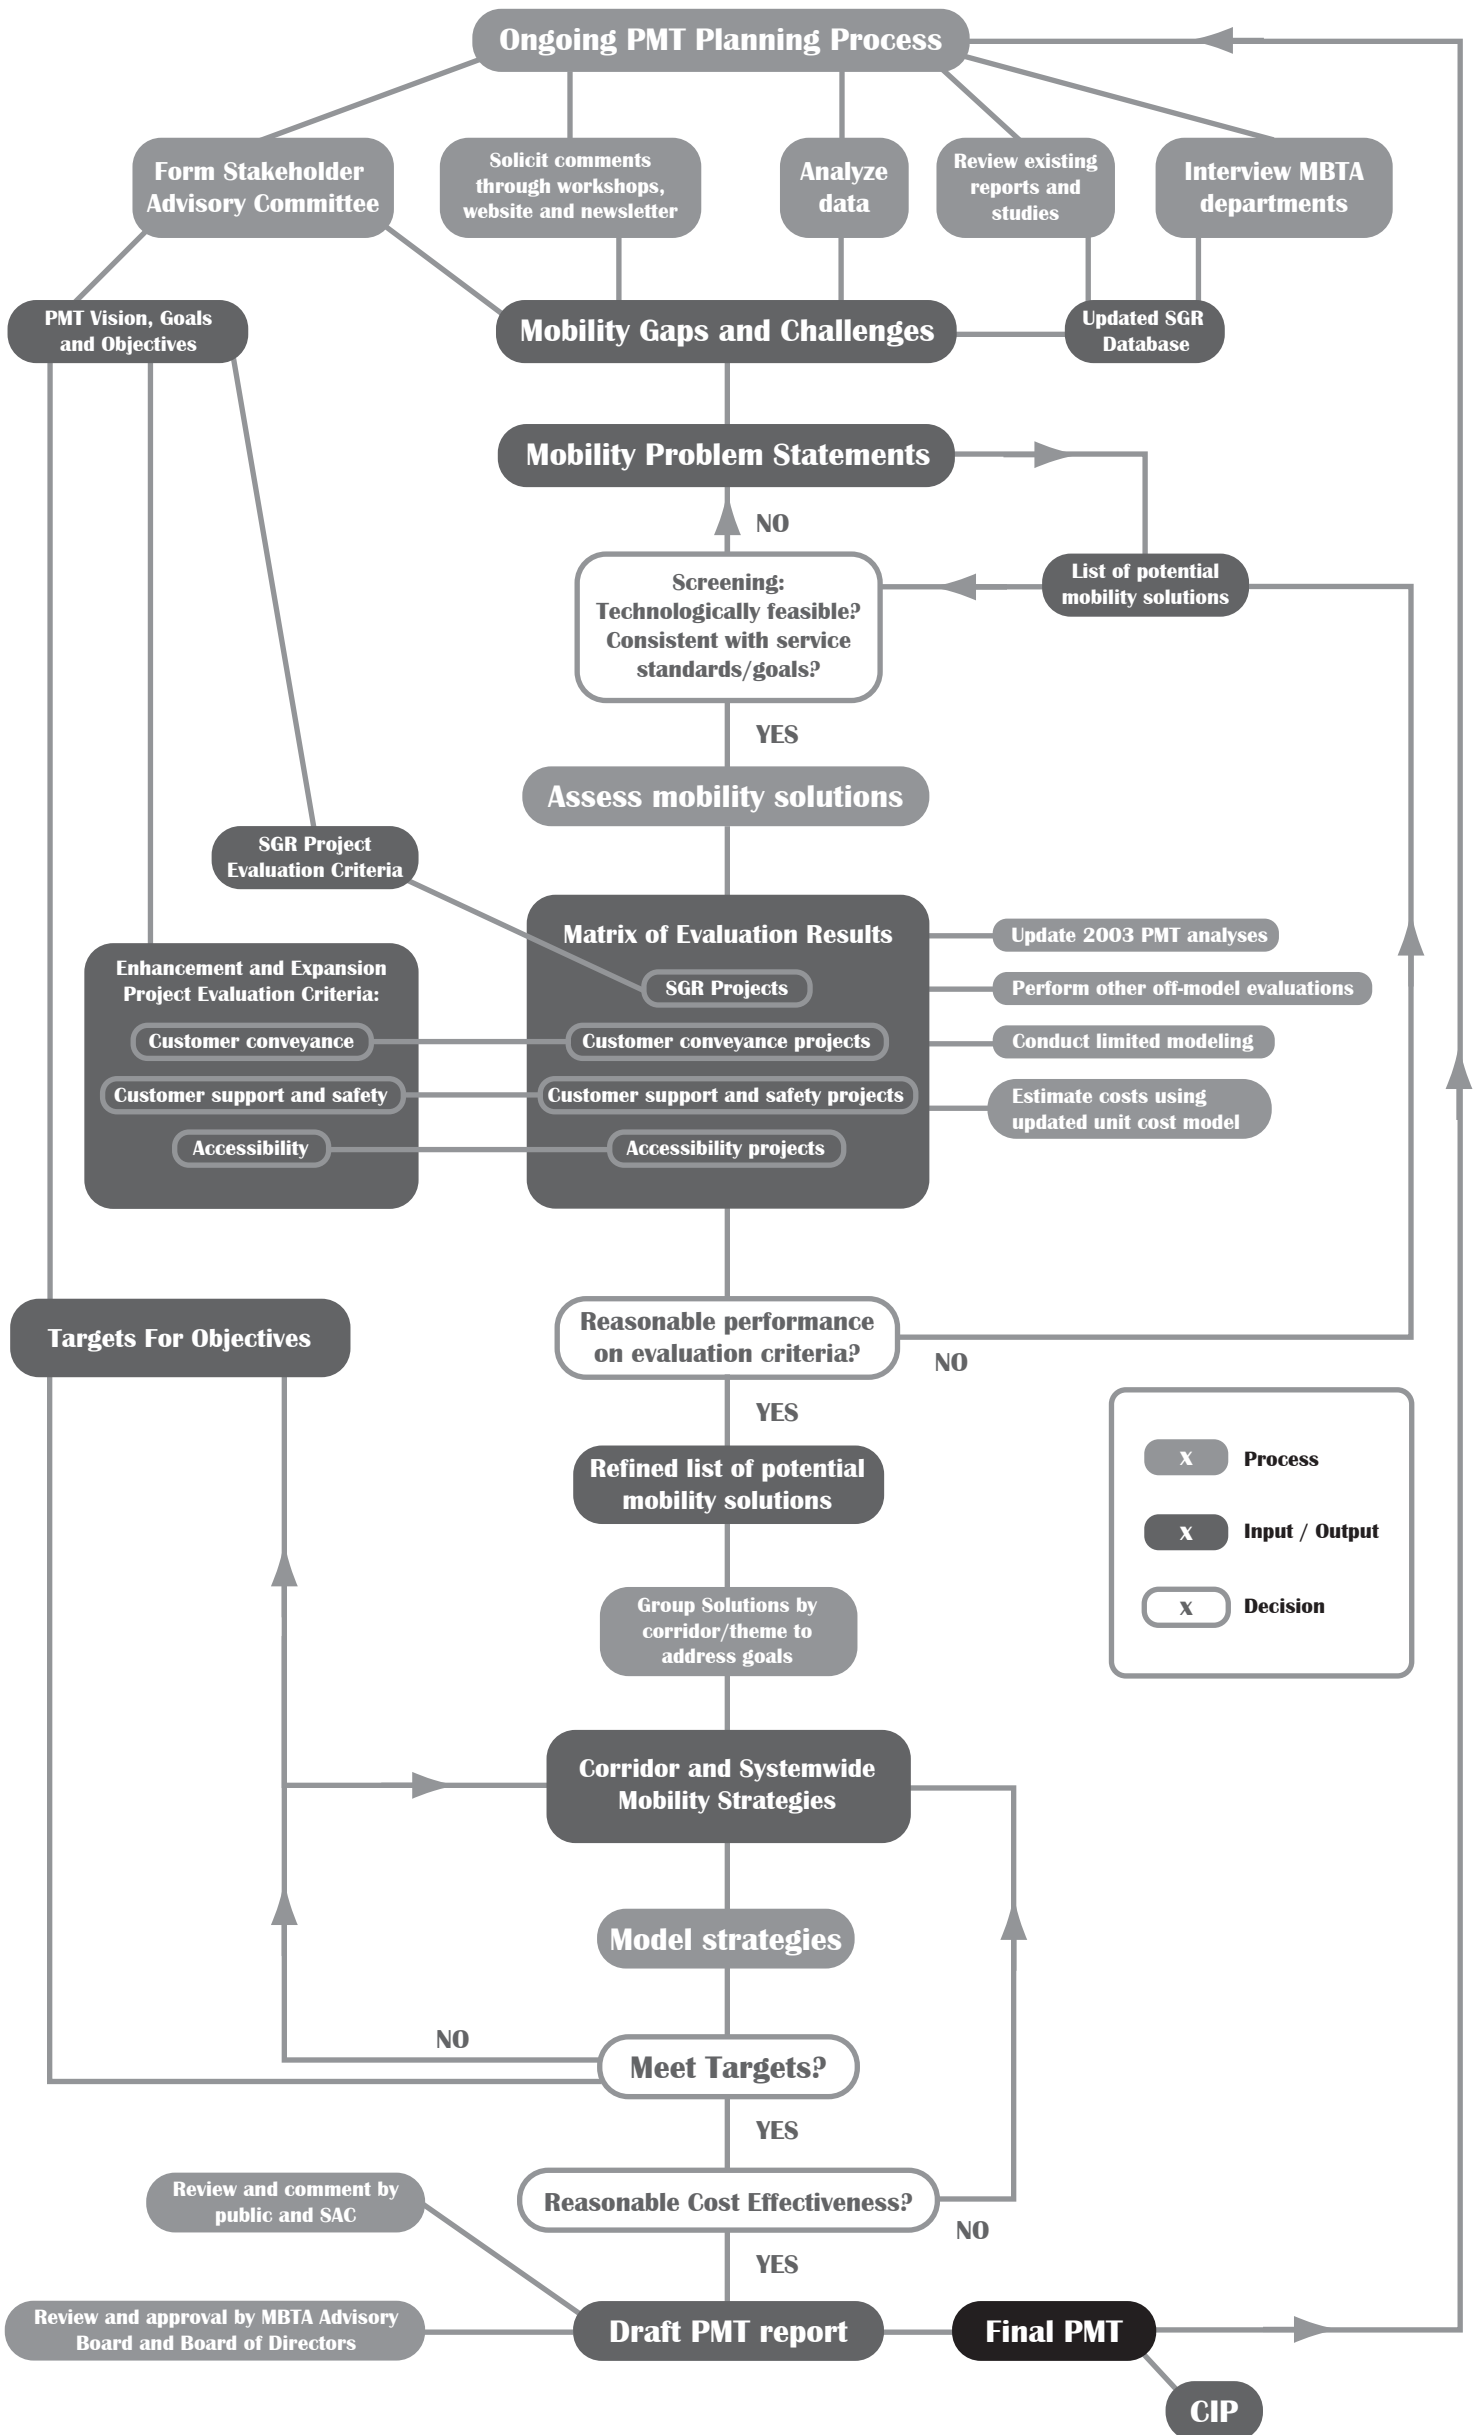 Ongoing PMT Planning Process
Form Stakeholder
Advisory Committee
Solicit comments
through workshops,
website and newsletter
Analyze
data
Review existing
reports and
studies
Interview MBTA
departments
PMT Vision, Goals
and Objectives
Mobility Gaps and Challenges
Updated SGR
Database
Mobility Problem Statements
NO
Screening:
Technologically feasible?
Consistent with service
standards/goals?
List of potential
mobility solutions
YES
Assess mobility solutions
SGR Project
Evaluation Criteria
Matrix of Evaluation Results
SGR Projects
Customer conveyance projects
Customer support and safety projects
Accessibility projects
Enhancement and Expansion
Project Evaluation Criteria:
Customer conveyance
Customer support and safety
Accessibility
Update 2003 PMT analyses
Perform other off-model evaluations
Conduct limited modeling
Estimate costs using
updated unit cost model
Targets For Objectives
Reasonable performance
on evaluation criteria?
NO
YES
Refined list of potential
mobility solutions
x Process
x Input / Output
x Decision
Group Solutions by
corridor/theme to
address goals
Corridor and Systemwide
Mobility Strategies
Model strategies
NO
Meet Targets?
YES
Review and comment by
public and SAC
Reasonable Cost Effectiveness?
NO
YES
Review and approval by MBTA Advisory
Board and Board of Directors
Draft PMT report
Final PMT
CIP